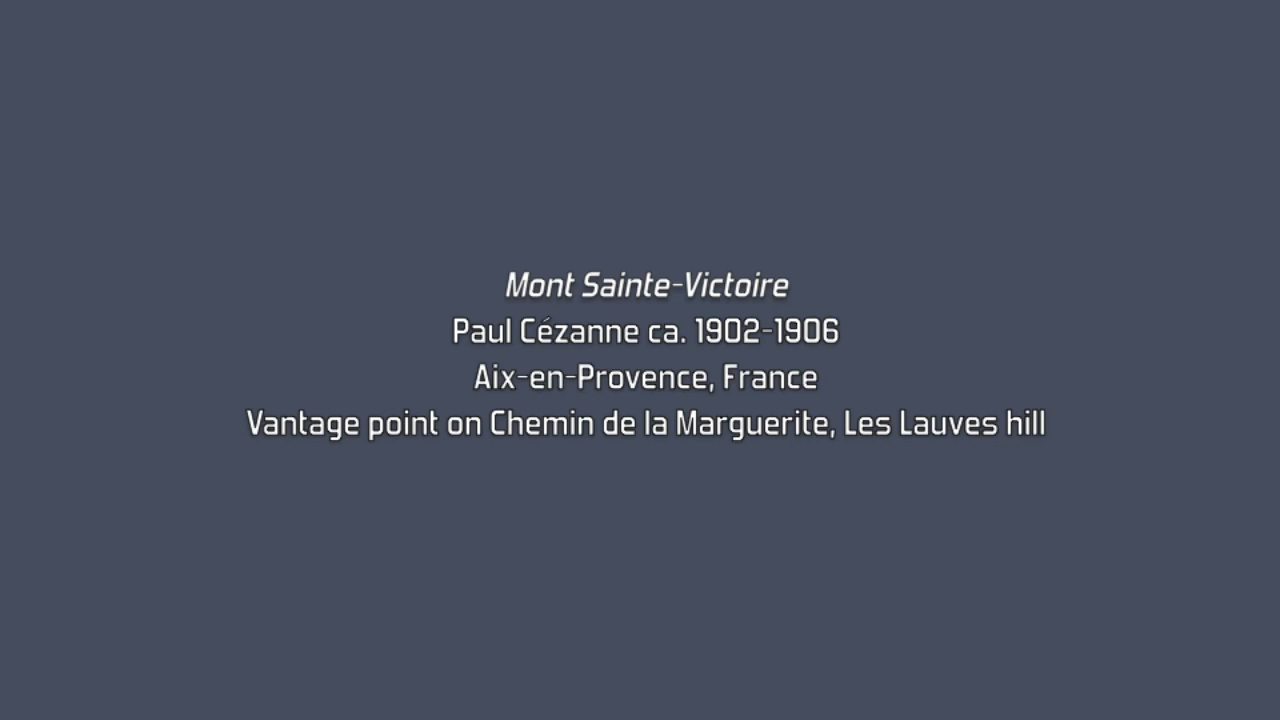 Mont Sainte-Victoire
Paul Cézanne ca. 1902-1906
Aix-en-Provence, France
Vantage point on Chemin de la Marguerite, Les Lauves hill